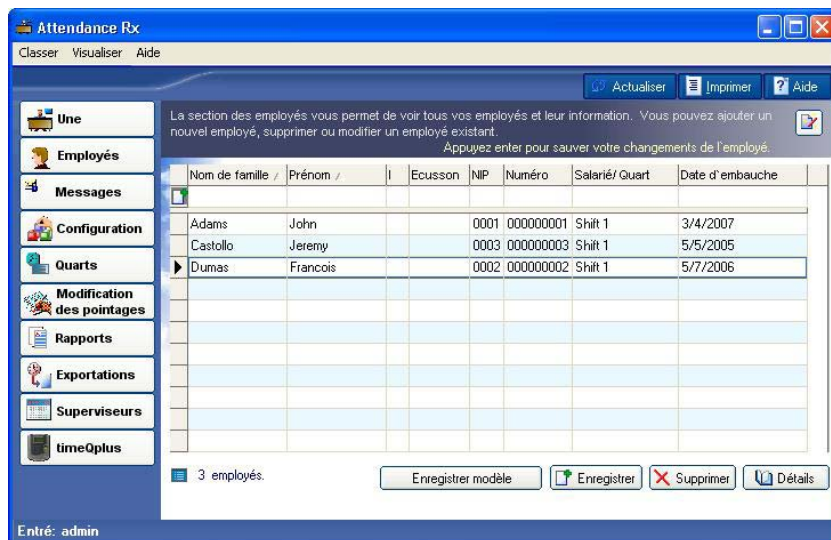 Attendance Rx
Classer Visualiser Aide
Actualiser Imprimer Aide
Une
Employés
Messages
Configuration
Quarts
Modification
des pointages
Rapports
Exportations
Superviseurs
timeQplus
La section des employés vous permet de voir tous vos employés et leur information. Vous pouvez ajouter un
nouvel employé, supprimer ou modifier un employé existant.
Appuyez enter pour sauver votre changements de l'employé.
Nom de famille Prénom I Ecusson NIP Numéro Salarié/ Quart Date d'embauche
Adams John 0001 000000001 Shift 1 3/4/2007
Castollo Jeremy 0003 000000003 Shift 1 5/5/2005
Dumas Francois 0002 000000002 Shift 1 5/7/2006
3 employés.
Enregistrer modèle Enregistrer Supprimer Détails
Entré: admin